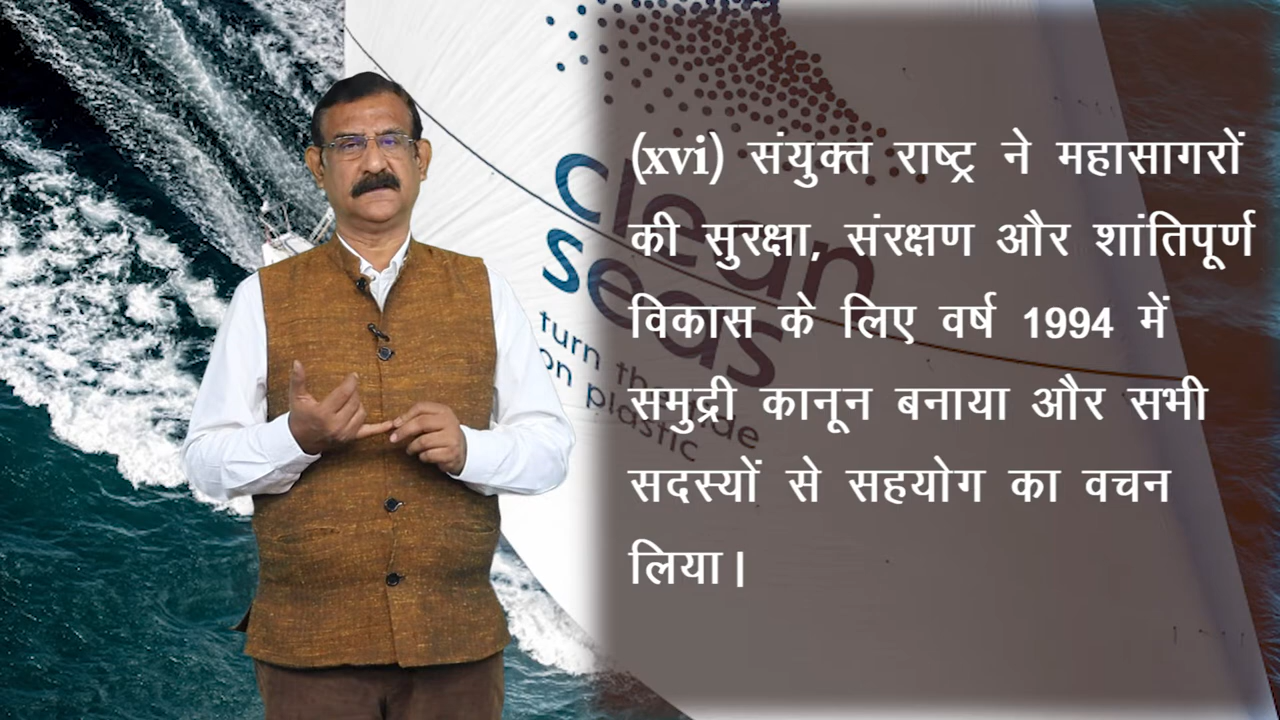 (xvi) संयुक्त राष्ट्र ने महासागरों
की सुरक्षा, संरक्षण और शांतिपूर्ण
विकास के लिए वर्ष 1994 में
समुद्री कानून बनाया और सभी
सदस्यों से सहयोग का वचन
लिया।
Clean
Seas
turn the tide
on plastic